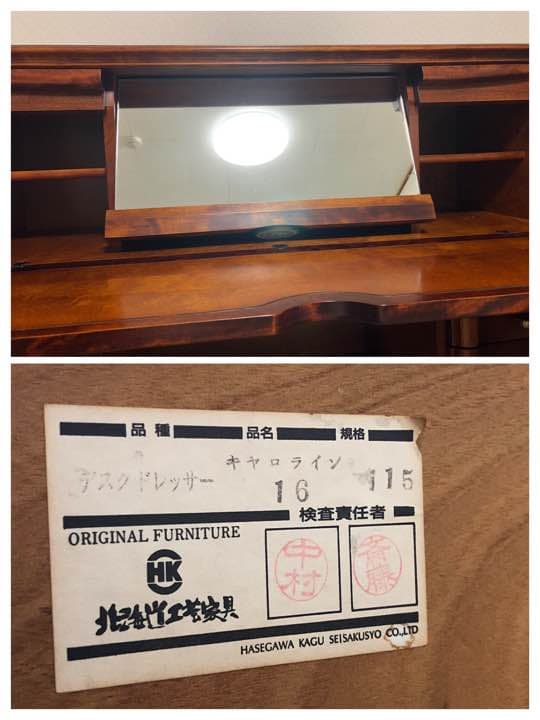 品種 品名 規格
キャロライン
デスクドレッサー 16 115
検査責任者
ORIGINAL FURNITURE
HK
中村 斎藤
北海道工芸家具
HASEGAWA KAGU SEISAKUSYO CO.,LTD